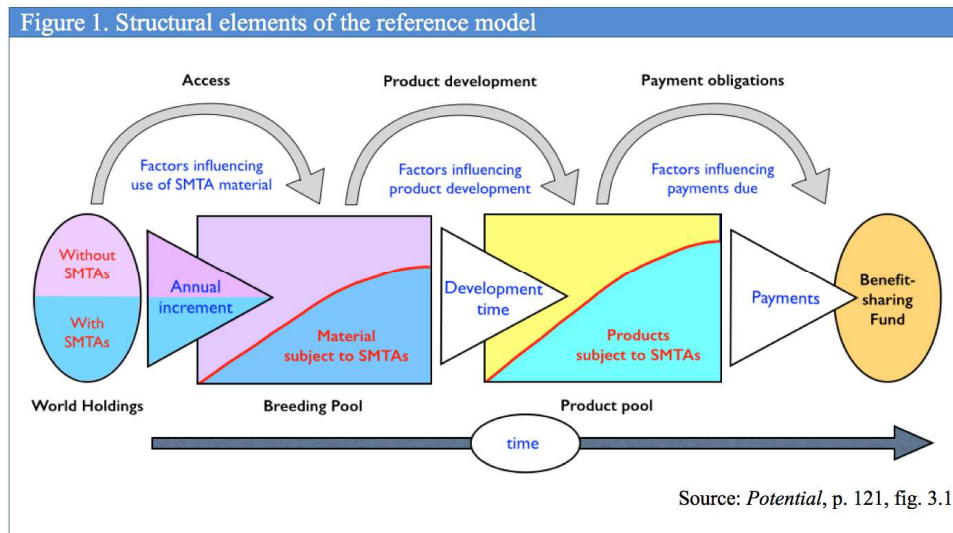 Figure 1. Structural elements of the reference model
Access
Product development
Payment obligations
Factors influencing
use of SMTA material
Factors influencing
product development
Factors influencing
payments due
Without
SMTAs
With
SMTAs
Annual
increment
Material
subject to SMTAs
Development
time
Products
subject to SMTAs
Payments
Benefit-
sharing
Fund
World Holdings
Breeding Pool
Product pool
time
Source: Potential, p. 121, fig. 3.1